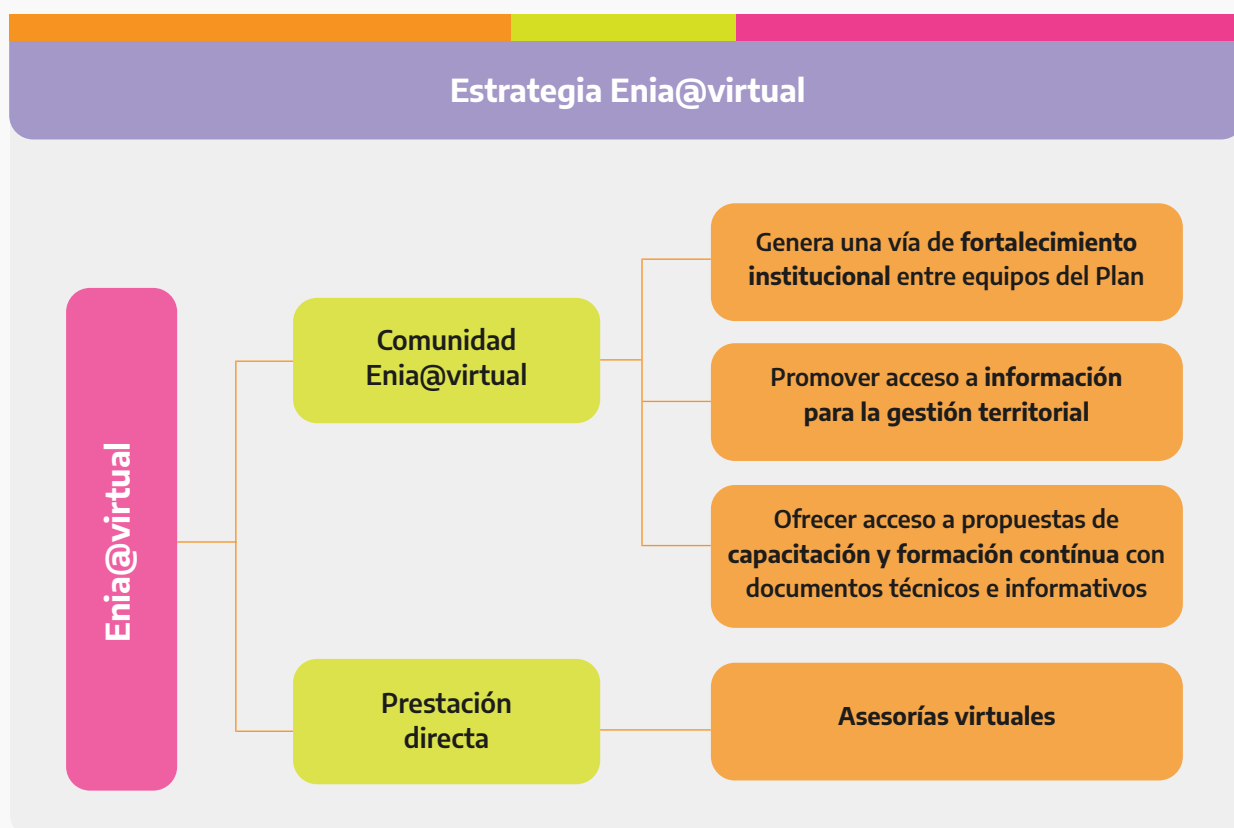 Estrategia Enia@virtual
Enia@virtual
Comunidad
Enia@virtual
Genera una vía de fortalecimiento
institucional entre equipos del Plan
Promover acceso a información
para la gestión territorial
Ofrecer acceso a propuestas de
capacitación y formación contínua con
documentos técnicos e informativos
Prestación
directa
Asesorías virtuales